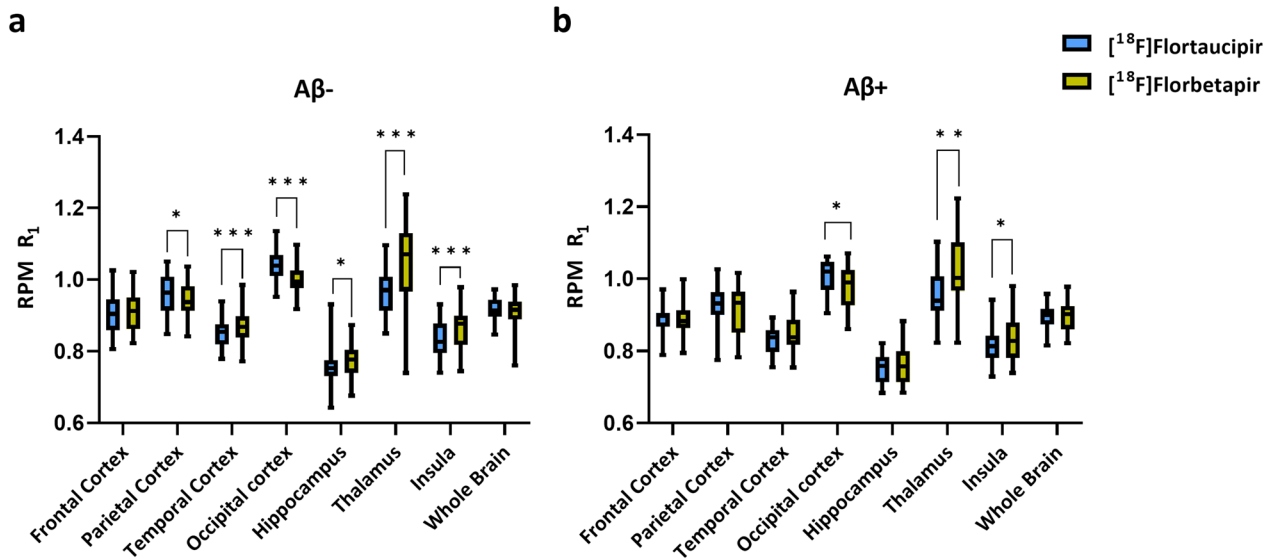 a
b
[¹⁸F]Flortaucipir
[¹⁸F]Florbetapir
Aβ-
Aβ+
RPM R₁
1.4
1.2
1.0
0.8
0.6
*
* * *
* * *
*
* * *
* * *
Frontal Cortex
Parietal Cortex
Temporal Cortex
Occipital cortex
Hippocampus
Thalamus
Insula
Whole Brain
RPM R₁
1.4
1.2
1.0
0.8
0.6
*
* *
*
Frontal Cortex
Parietal Cortex
Temporal Cortex
Occipital cortex
Hippocampus
Thalamus
Insula
Whole Brain